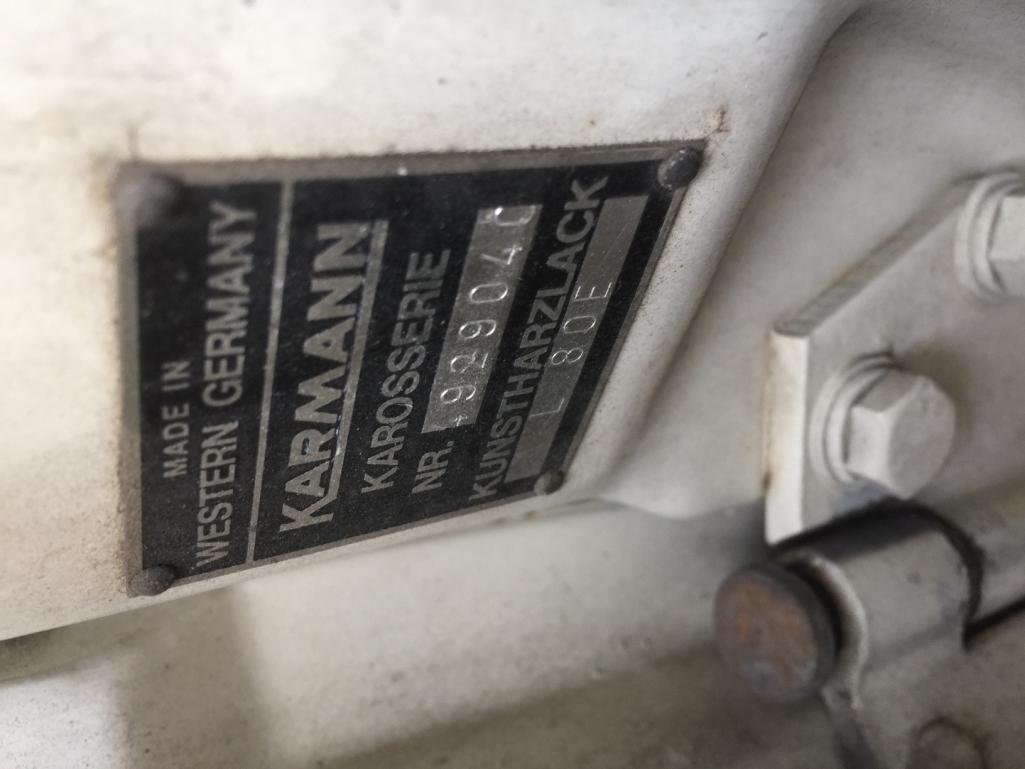 MADE IN
WESTERN GERMANY
KARMANN
KAROSSERIE
NR. 929040
KUNSTHARZLACK
L 80E